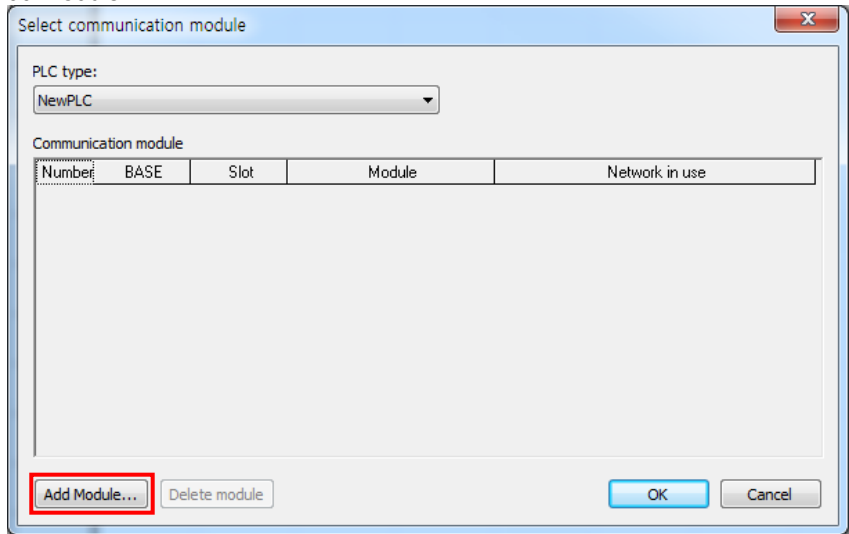 Select communication module
PLC type:
NewPLC
Communication module
Number BASE Slot Module Network in use
Add Module... Delete module OK Cancel